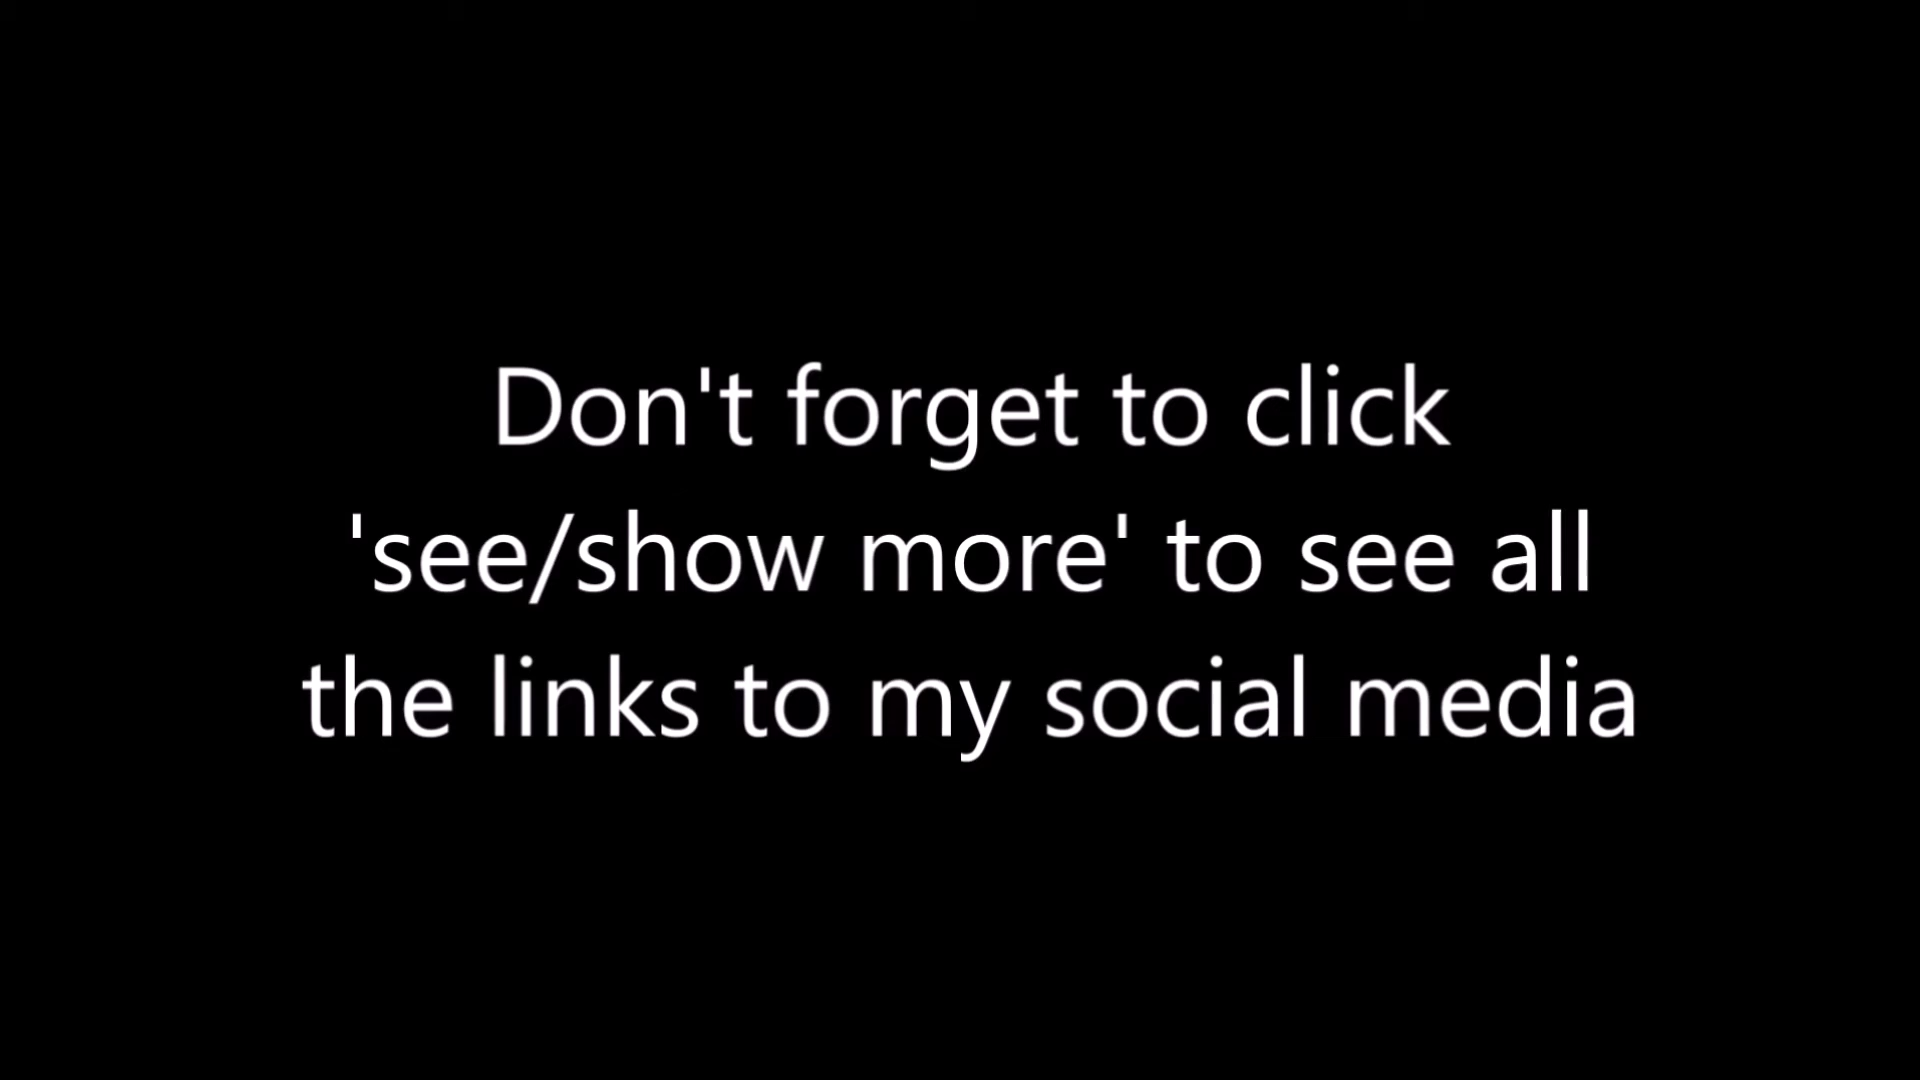 Don't forget to click
'see/show more' to see all
the links to my social media